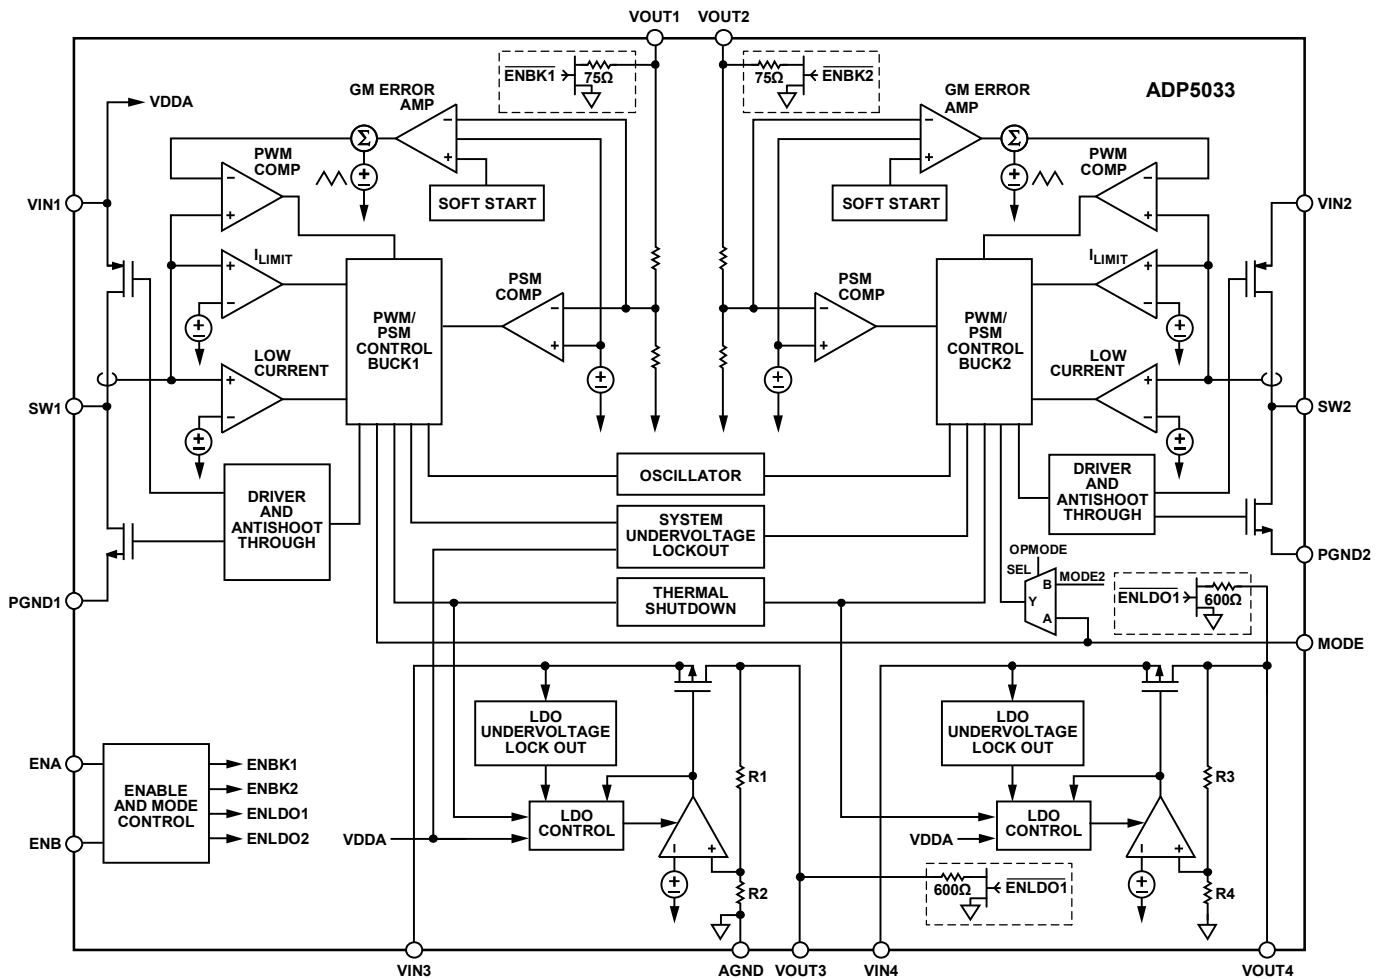 VOUT1 VOUT2
ENBK1
75Ω
75Ω
ENBK2
ADP5033
VDDA
GM ERROR
AMP
GM ERROR
AMP
Σ
Σ
PWM
COMP
PWM
COMP
SOFT START
SOFT START
VIN1
VIN2
ILIMIT
ILIMIT
PSM
COMP
PSM
COMP
PWM/
PSM
CONTROL
BUCK1
PWM/
PSM
CONTROL
BUCK2
LOW
CURRENT
LOW
CURRENT
SW1
SW2
OSCILLATOR
DRIVER
AND
ANTISHOOT
THROUGH
DRIVER
AND
ANTISHOOT
THROUGH
SYSTEM
UNDERVOLTAGE
LOCKOUT
OPMODE
SEL
B
MODE2
Y
A
PGND2
THERMAL
SHUTDOWN
ENLDO1
600Ω
PGND1
MODE
LDO
UNDERVOLTAGE
LOCK OUT
LDO
UNDERVOLTAGE
LOCK OUT
ENA
ENB
ENABLE
AND MODE
CONTROL
ENBK1
ENBK2
ENLDO1
ENLDO2
R1
R3
VDDA
LDO
CONTROL
VDDA
LDO
CONTROL
R2
600Ω
ENLDO1
R4
VIN3
AGND
VOUT3
VIN4
VOUT4